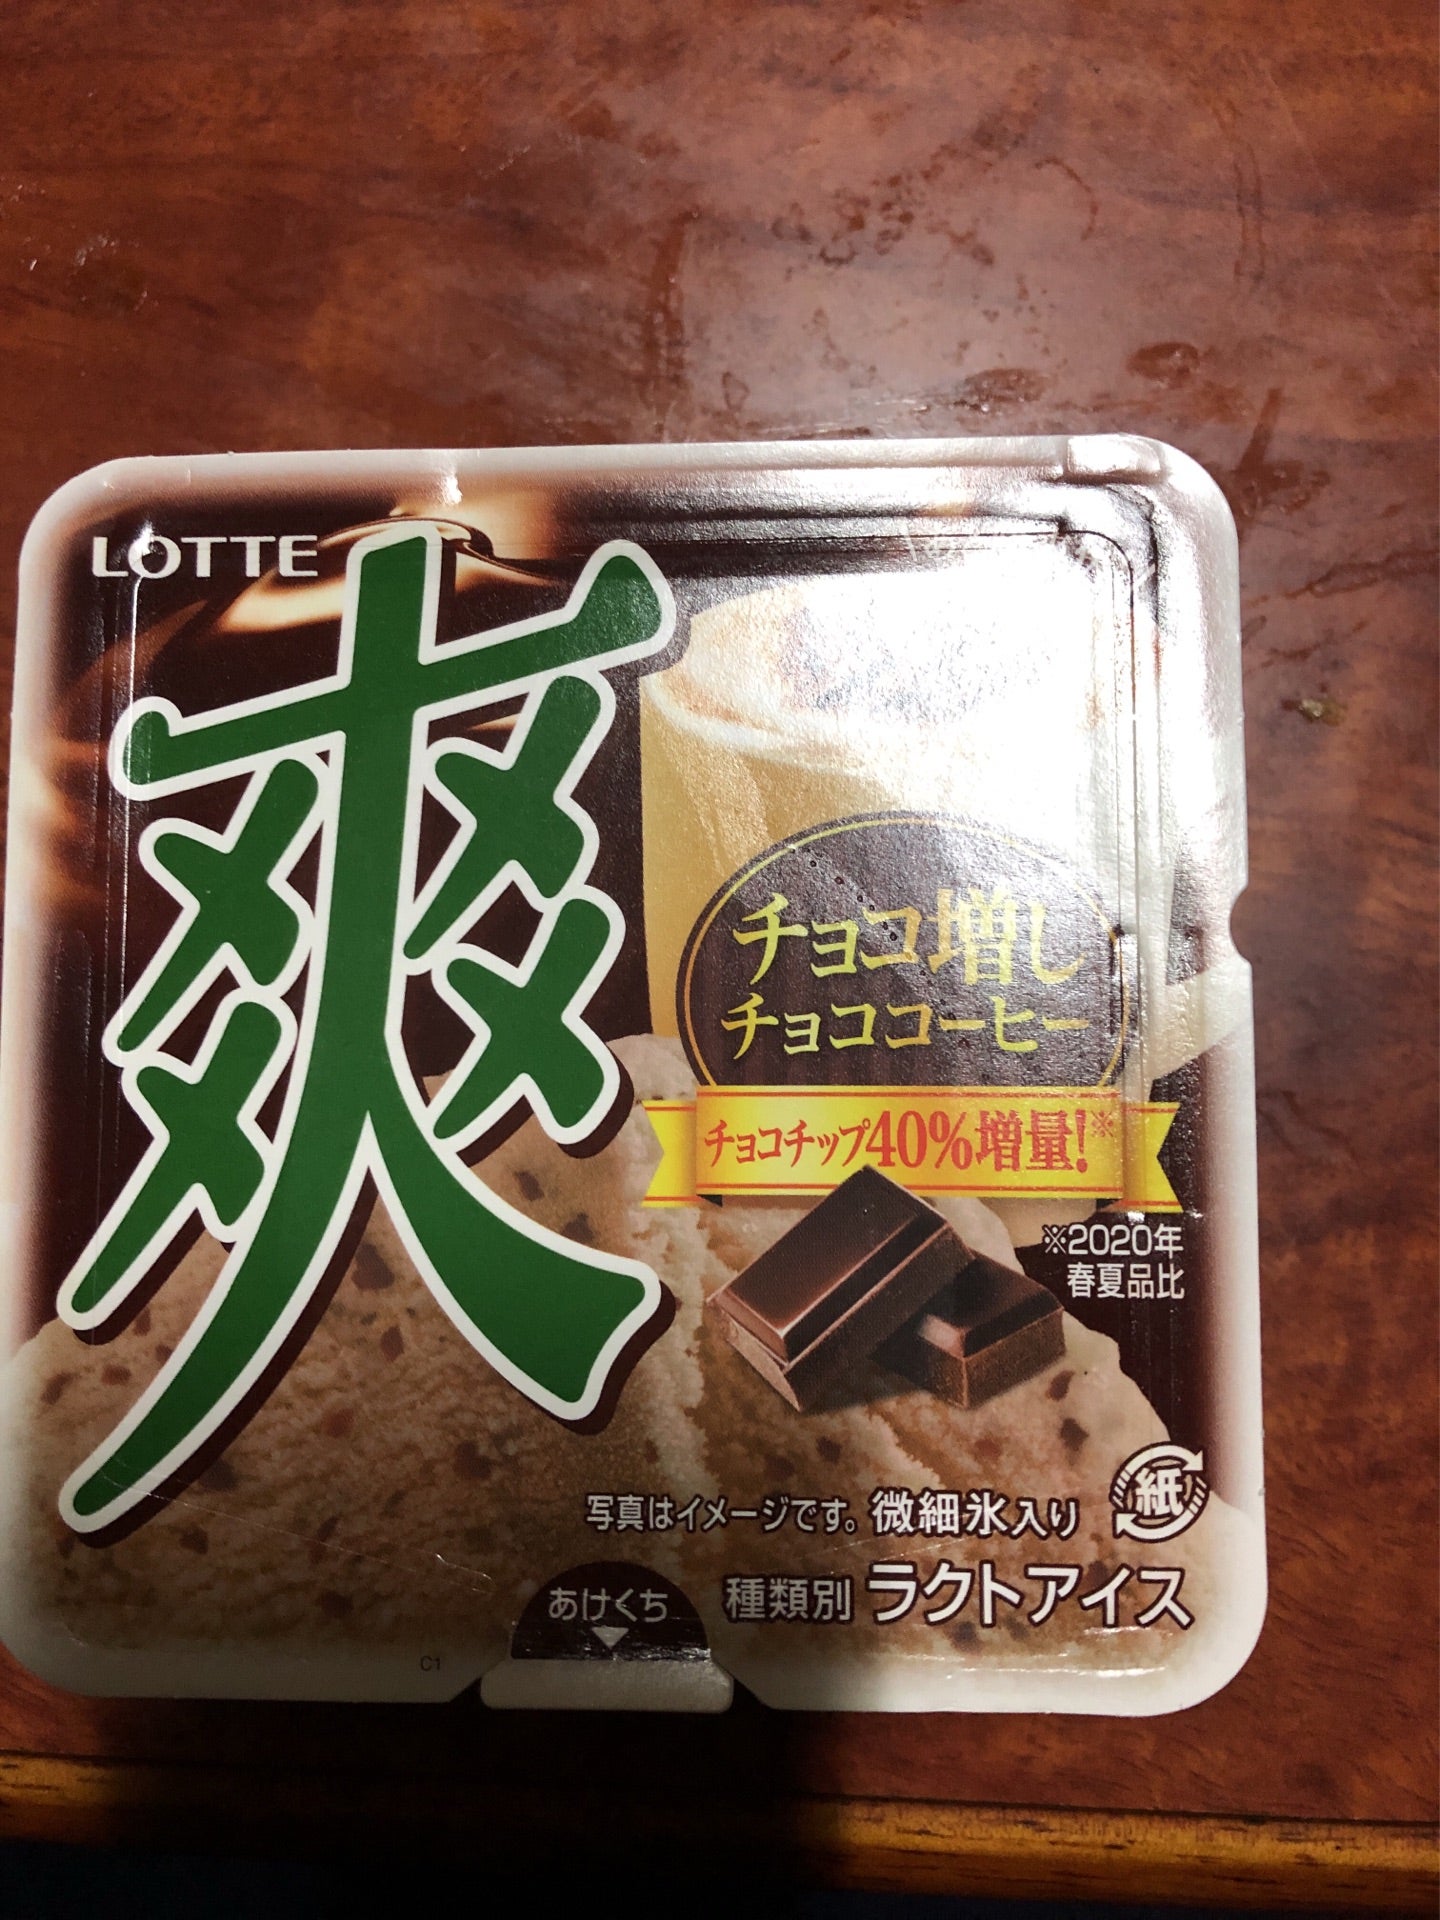 LOTTE
爽
チョコ増し
チョココーヒー
チョコチップ40%増量!※
※2020年
春夏品比
写真はイメージです。 微細氷入り
紙
種類別 ラクトアイス
あけくち
C1